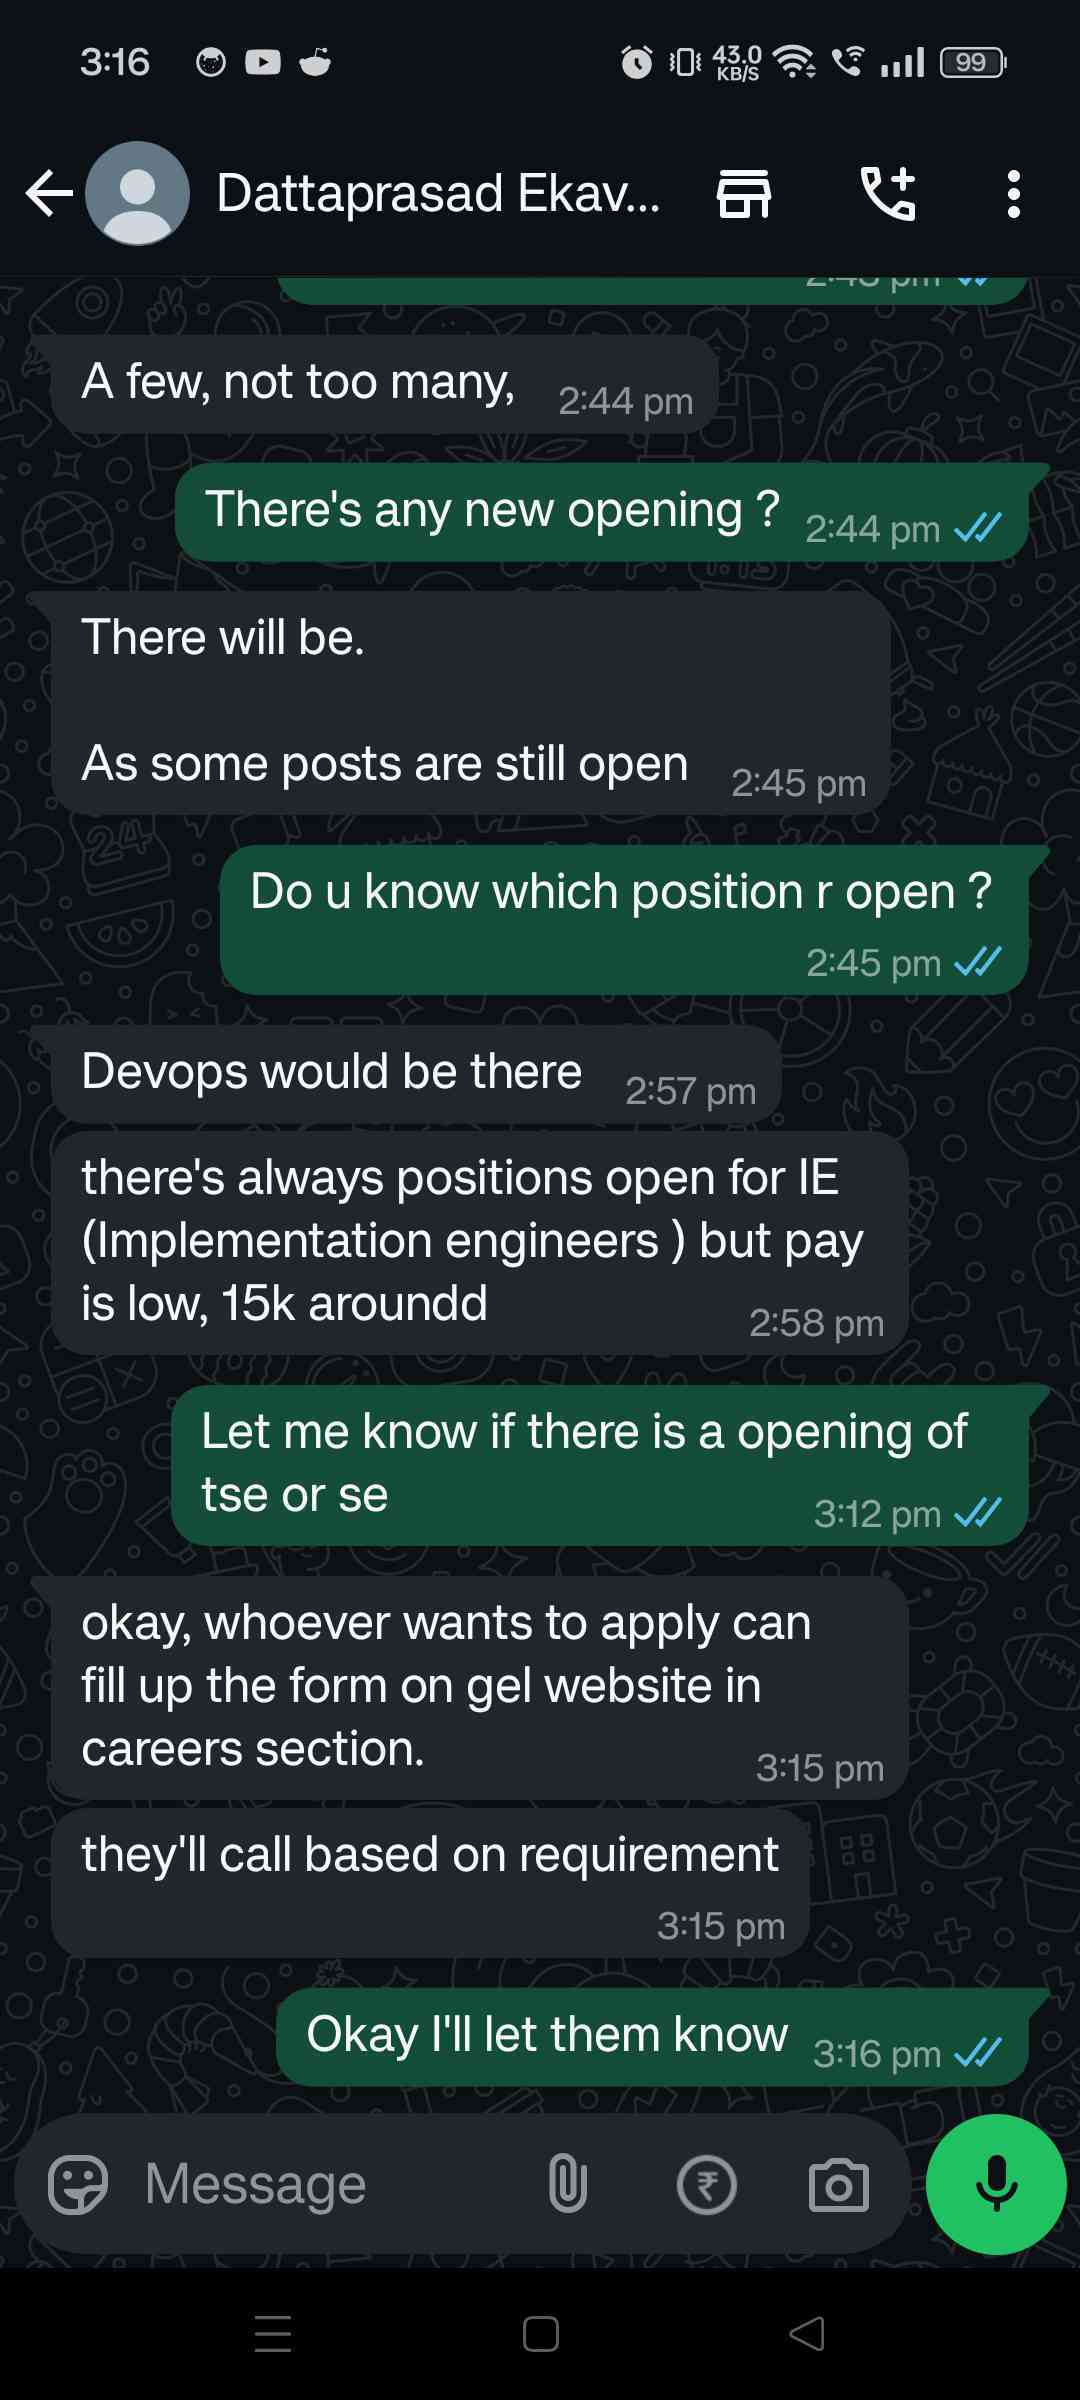 3:16
43.0
KB/S
99
Dattaprasad Ekav...
2:43 pm
A few, not too many,
2:44 pm
There's any new opening ?
2:44 pm
There will be.
As some posts are still open
2:45 pm
Do u know which position r open ?
2:45 pm
Devops would be there
2:57 pm
there's always positions open for IE
(Implementation engineers ) but pay
is low, 15k aroundd
2:58 pm
Let me know if there is a opening of
tse or se
3:12 pm
okay, whoever wants to apply can
fill up the form on gel website in
careers section.
3:15 pm
they'll call based on requirement
3:15 pm
Okay I'll let them know
3:16 pm
Message